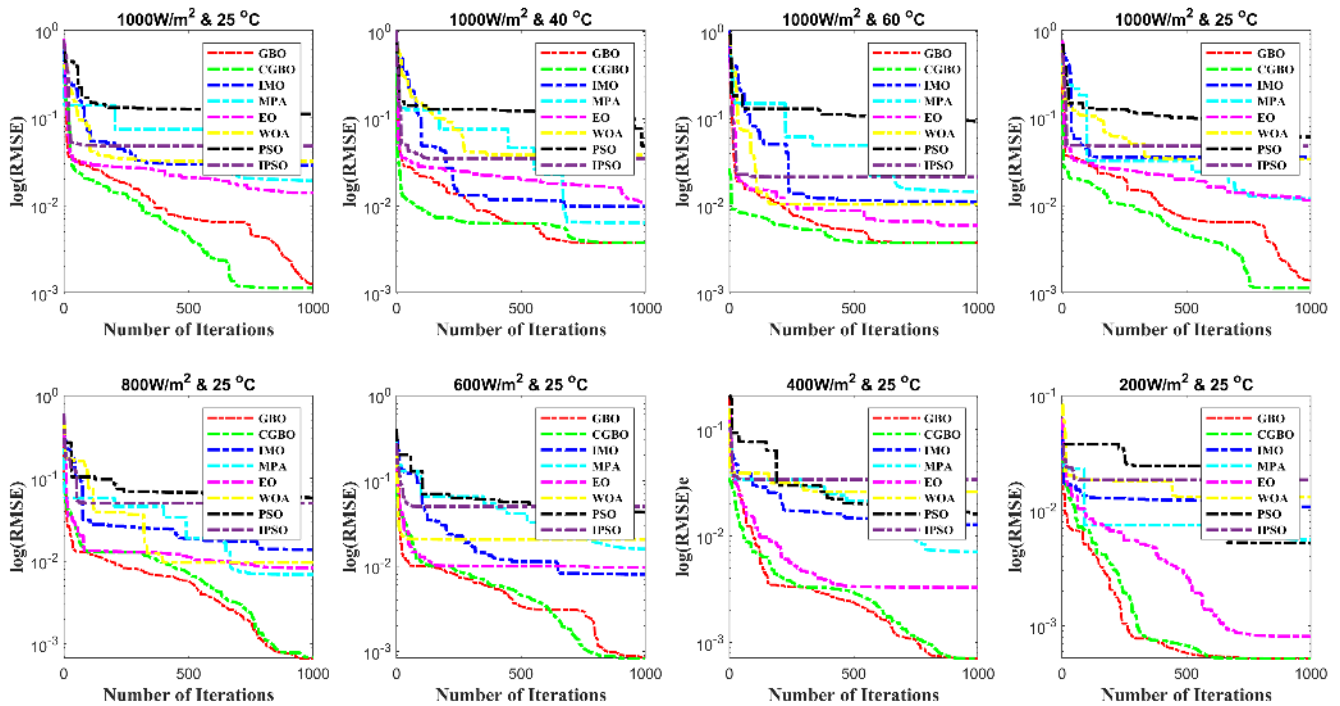 1000W/m² & 25 °C
10⁰
10⁻¹
10⁻²
10⁻³
log(RMSE)
GBO
CGBO
IMO
MPA
EO
WOA
PSO
IPSO
0 500 1000
Number of Iterations
1000W/m² & 40 °C
10⁰
10⁻¹
10⁻²
10⁻³
log(RMSE)
GBO
CGBO
IMO
MPA
EO
WOA
PSO
IPSO
0 500 1000
Number of Iterations
1000W/m² & 60 °C
10⁰
10⁻¹
10⁻²
10⁻³
log(RMSE)
GBO
CGBO
IMO
MPA
EO
WOA
PSO
IPSO
0 500 1000
Number of Iterations
1000W/m² & 25 °C
10⁰
10⁻¹
10⁻²
10⁻³
log(RMSE)
GBO
CGBO
IMO
MPA
EO
WOA
PSO
IPSO
0 500 1000
Number of Iterations
800W/m² & 25 °C
10⁰
10⁻¹
10⁻²
10⁻³
log(RMSE)
GBO
CGBO
IMO
MPA
EO
WOA
PSO
IPSO
0 500 1000
Number of Iterations
600W/m² & 25 °C
10⁰
10⁻¹
10⁻²
10⁻³
log(RMSE)
GBO
CGBO
IMO
MPA
EO
WOA
PSO
IPSO
0 500 1000
Number of Iterations
400W/m² & 25 °C
10⁻¹
10⁻²
10⁻³
log(RMSE)e
GBO
CGBO
IMO
MPA
EO
WOA
PSO
IPSO
0 500 1000
Number of Iterations
200W/m² & 25 °C
10⁻¹
10⁻²
10⁻³
log(RMSE)
GBO
CGBO
IMO
MPA
EO
WOA
PSO
IPSO
0 500 1000
Number of Iterations